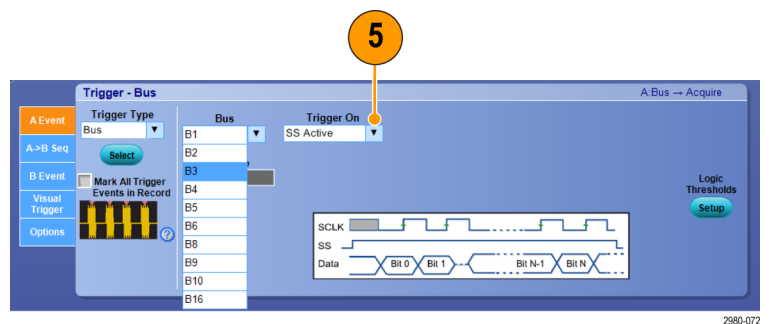 5
Trigger - Bus
A:Bus → Acquire
A Event
A->B Seq
B Event
Visual
Trigger
Options
Trigger Type
Bus
Select
Mark All Trigger
Events in Record
Bus
B1
B2
B3
B4
B5
B6
B8
B9
B10
B16
Trigger On
SS Active
SCLK
SS
Data
Bit 0
Bit 1
Bit N-1
Bit N
Logic
Thresholds
Setup
2980-072